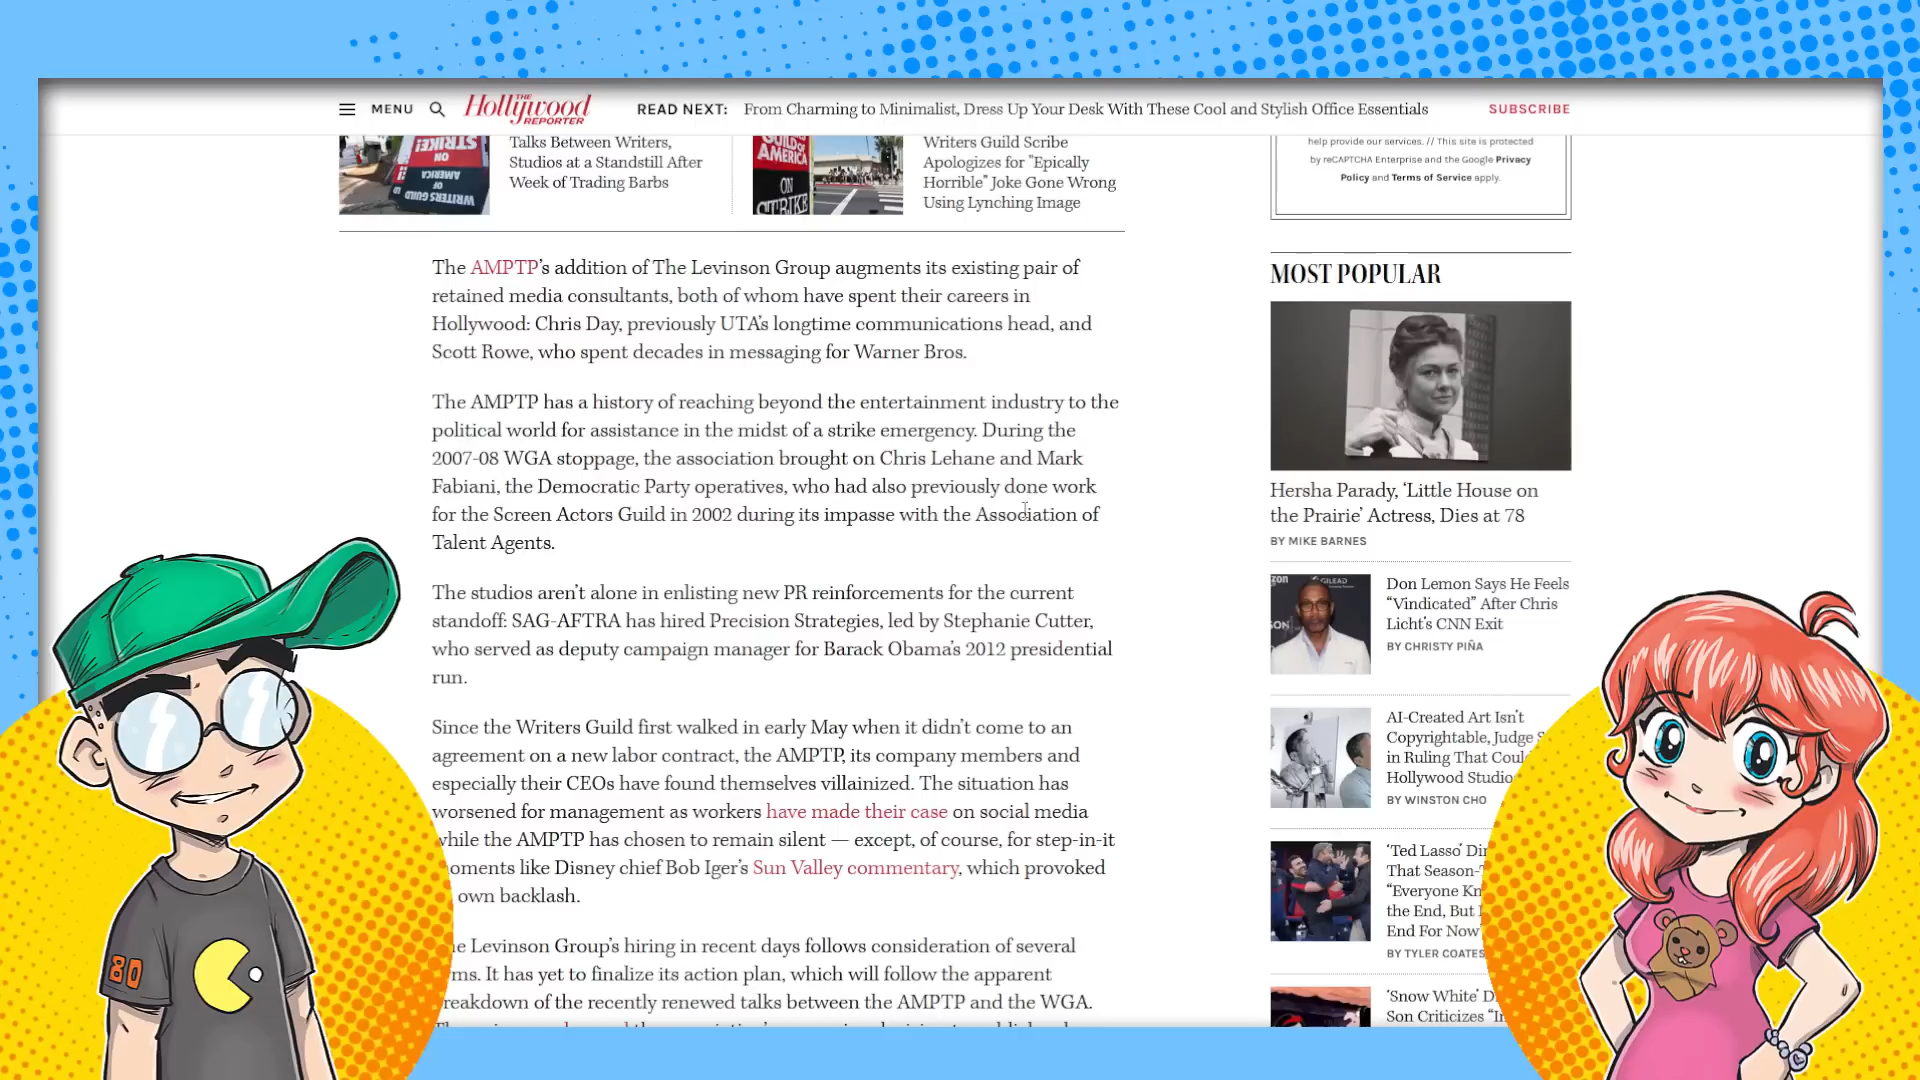 MENU
THE
Hollywood
REPORTER
READ NEXT: From Charming to Minimalist, Dress Up Your Desk With These Cool and Stylish Office Essentials
SUBSCRIBE
STRIKE!
ON
AMERICA
OF
WRITERS GUILD
Talks Between Writers,
Studios at a Standstill After
Week of Trading Barbs
GUILD OF
AMERICA
ON
STRIKE
Writers Guild Scribe
Apologizes for "Epically
Horrible" Joke Gone Wrong
Using Lynching Image
The AMPTP's addition of The Levinson Group augments its existing pair of
retained media consultants, both of whom have spent their careers in
Hollywood: Chris Day, previously UTA's longtime communications head, and
Scott Rowe, who spent decades in messaging for Warner Bros.
The AMPTP has a history of reaching beyond the entertainment industry to the
political world for assistance in the midst of a strike emergency. During the
2007-08 WGA stoppage, the association brought on Chris Lehane and Mark
Fabiani, the Democratic Party operatives, who had also previously done work
for the Screen Actors Guild in 2002 during its impasse with the Association of
Talent Agents.
The studios aren't alone in enlisting new PR reinforcements for the current
standoff: SAG-AFTRA has hired Precision Strategies, led by Stephanie Cutter,
who served as deputy campaign manager for Barack Obama's 2012 presidential
run.
Since the Writers Guild first walked in early May when it didn't come to an
agreement on a new labor contract, the AMPTP, its company members and
especially their CEOs have found themselves villainized. The situation has
worsened for management as workers have made their case on social media
while the AMPTP has chosen to remain silent — except, of course, for step-in-it
moments like Disney chief Bob Iger's Sun Valley commentary, which provoked
own backlash.
The Levinson Group's hiring in recent days follows consideration of several
ms. It has yet to finalize its action plan, which will follow the apparent
breakdown of the recently renewed talks between the AMPTP and the WGA.
help provide our services. // This site is protected
by reCAPTCHA Enterprise and the Google Privacy
Policy and Terms of Service apply.
MOST POPULAR
Hersha Parady, 'Little House on
the Prairie' Actress, Dies at 78
BY MIKE BARNES
GILEAD
Don Lemon Says He Feels
"Vindicated" After Chris
Licht's CNN Exit
BY CHRISTY PIÑA
AI-Created Art Isn't
Copyrightable, Judge S
in Ruling That Coul
Hollywood Studio
BY WINSTON CHO
'Ted Lasso' Di
That Season-
"Everyone Kn
the End, But
End For Now
BY TYLER COATES
'Snow White' D
Son Criticizes "In
80